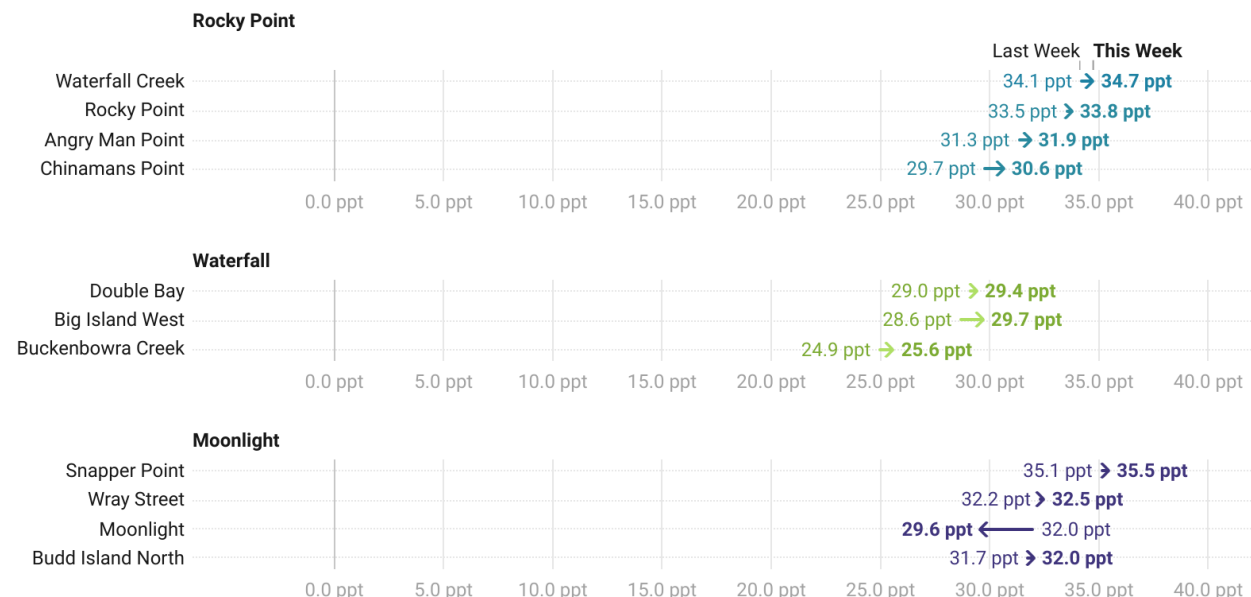 Rocky Point
Last Week This Week
Waterfall Creek 34.1 ppt → 34.7 ppt
Rocky Point 33.5 ppt → 33.8 ppt
Angry Man Point 31.3 ppt → 31.9 ppt
Chinamans Point 29.7 ppt → 30.6 ppt
0.0 ppt 5.0 ppt 10.0 ppt 15.0 ppt 20.0 ppt 25.0 ppt 30.0 ppt 35.0 ppt 40.0 ppt
Waterfall
Double Bay 29.0 ppt → 29.4 ppt
Big Island West 28.6 ppt → 29.7 ppt
Buckenbowra Creek 24.9 ppt → 25.6 ppt
0.0 ppt 5.0 ppt 10.0 ppt 15.0 ppt 20.0 ppt 25.0 ppt 30.0 ppt 35.0 ppt 40.0 ppt
Moonlight
Snapper Point 35.1 ppt → 35.5 ppt
Wray Street 32.2 ppt → 32.5 ppt
Moonlight 29.6 ppt ← 32.0 ppt
Budd Island North 31.7 ppt → 32.0 ppt
0.0 ppt 5.0 ppt 10.0 ppt 15.0 ppt 20.0 ppt 25.0 ppt 30.0 ppt 35.0 ppt 40.0 ppt